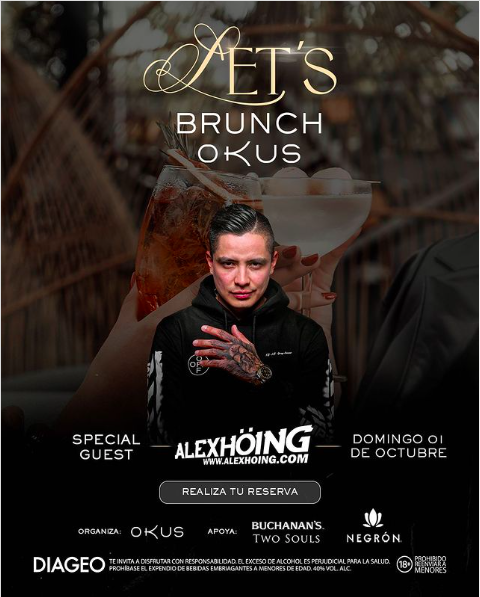 LET'S
BRUNCH
OKUS
SPECIAL
GUEST
ALEXHÖING
WWW.ALEXHOING.COM
DOMINGO 01
DE OCTUBRE
REALIZA TU RESERVA
ORGANIZA: OKUS
APOYA: BUCHANAN'S
TWO SOULS
NEGRÓN
DIAGEO
TE INVITA A DISFRUTAR CON RESPONSABILIDAD. EL EXCESO DE ALCOHOL ES PERJUDICIAL PARA LA SALUD.
PROHÍBASE EL EXPENDIO DE BEBIDAS EMBRIAGANTES A MENORES DE EDAD. 40% VOL. ALC.
18+
PROHIBIDO
REENVIAR A
MENORES